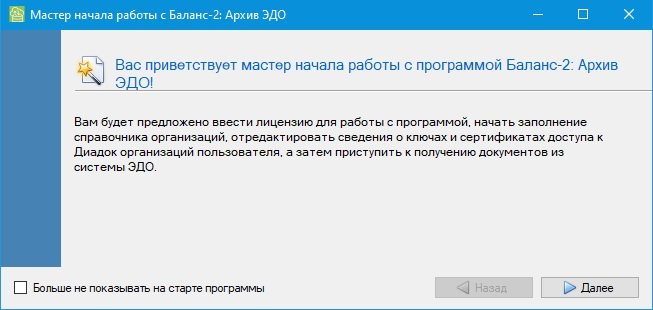 Мастер начала работы с Баланс-2: Архив ЭДО
Вас приветствует мастер начала работы с программой Баланс-2: Архив
ЭДО!
Вам будет предложено ввести лицензию для работы с программой, начать заполнение
справочника организаций, отредактировать сведения о ключах и сертификатах доступа к
Диадок организаций пользователя, а затем приступить к получению документов из
системы ЭДО.
Больше не показывать на старте программы
Назад
Далее